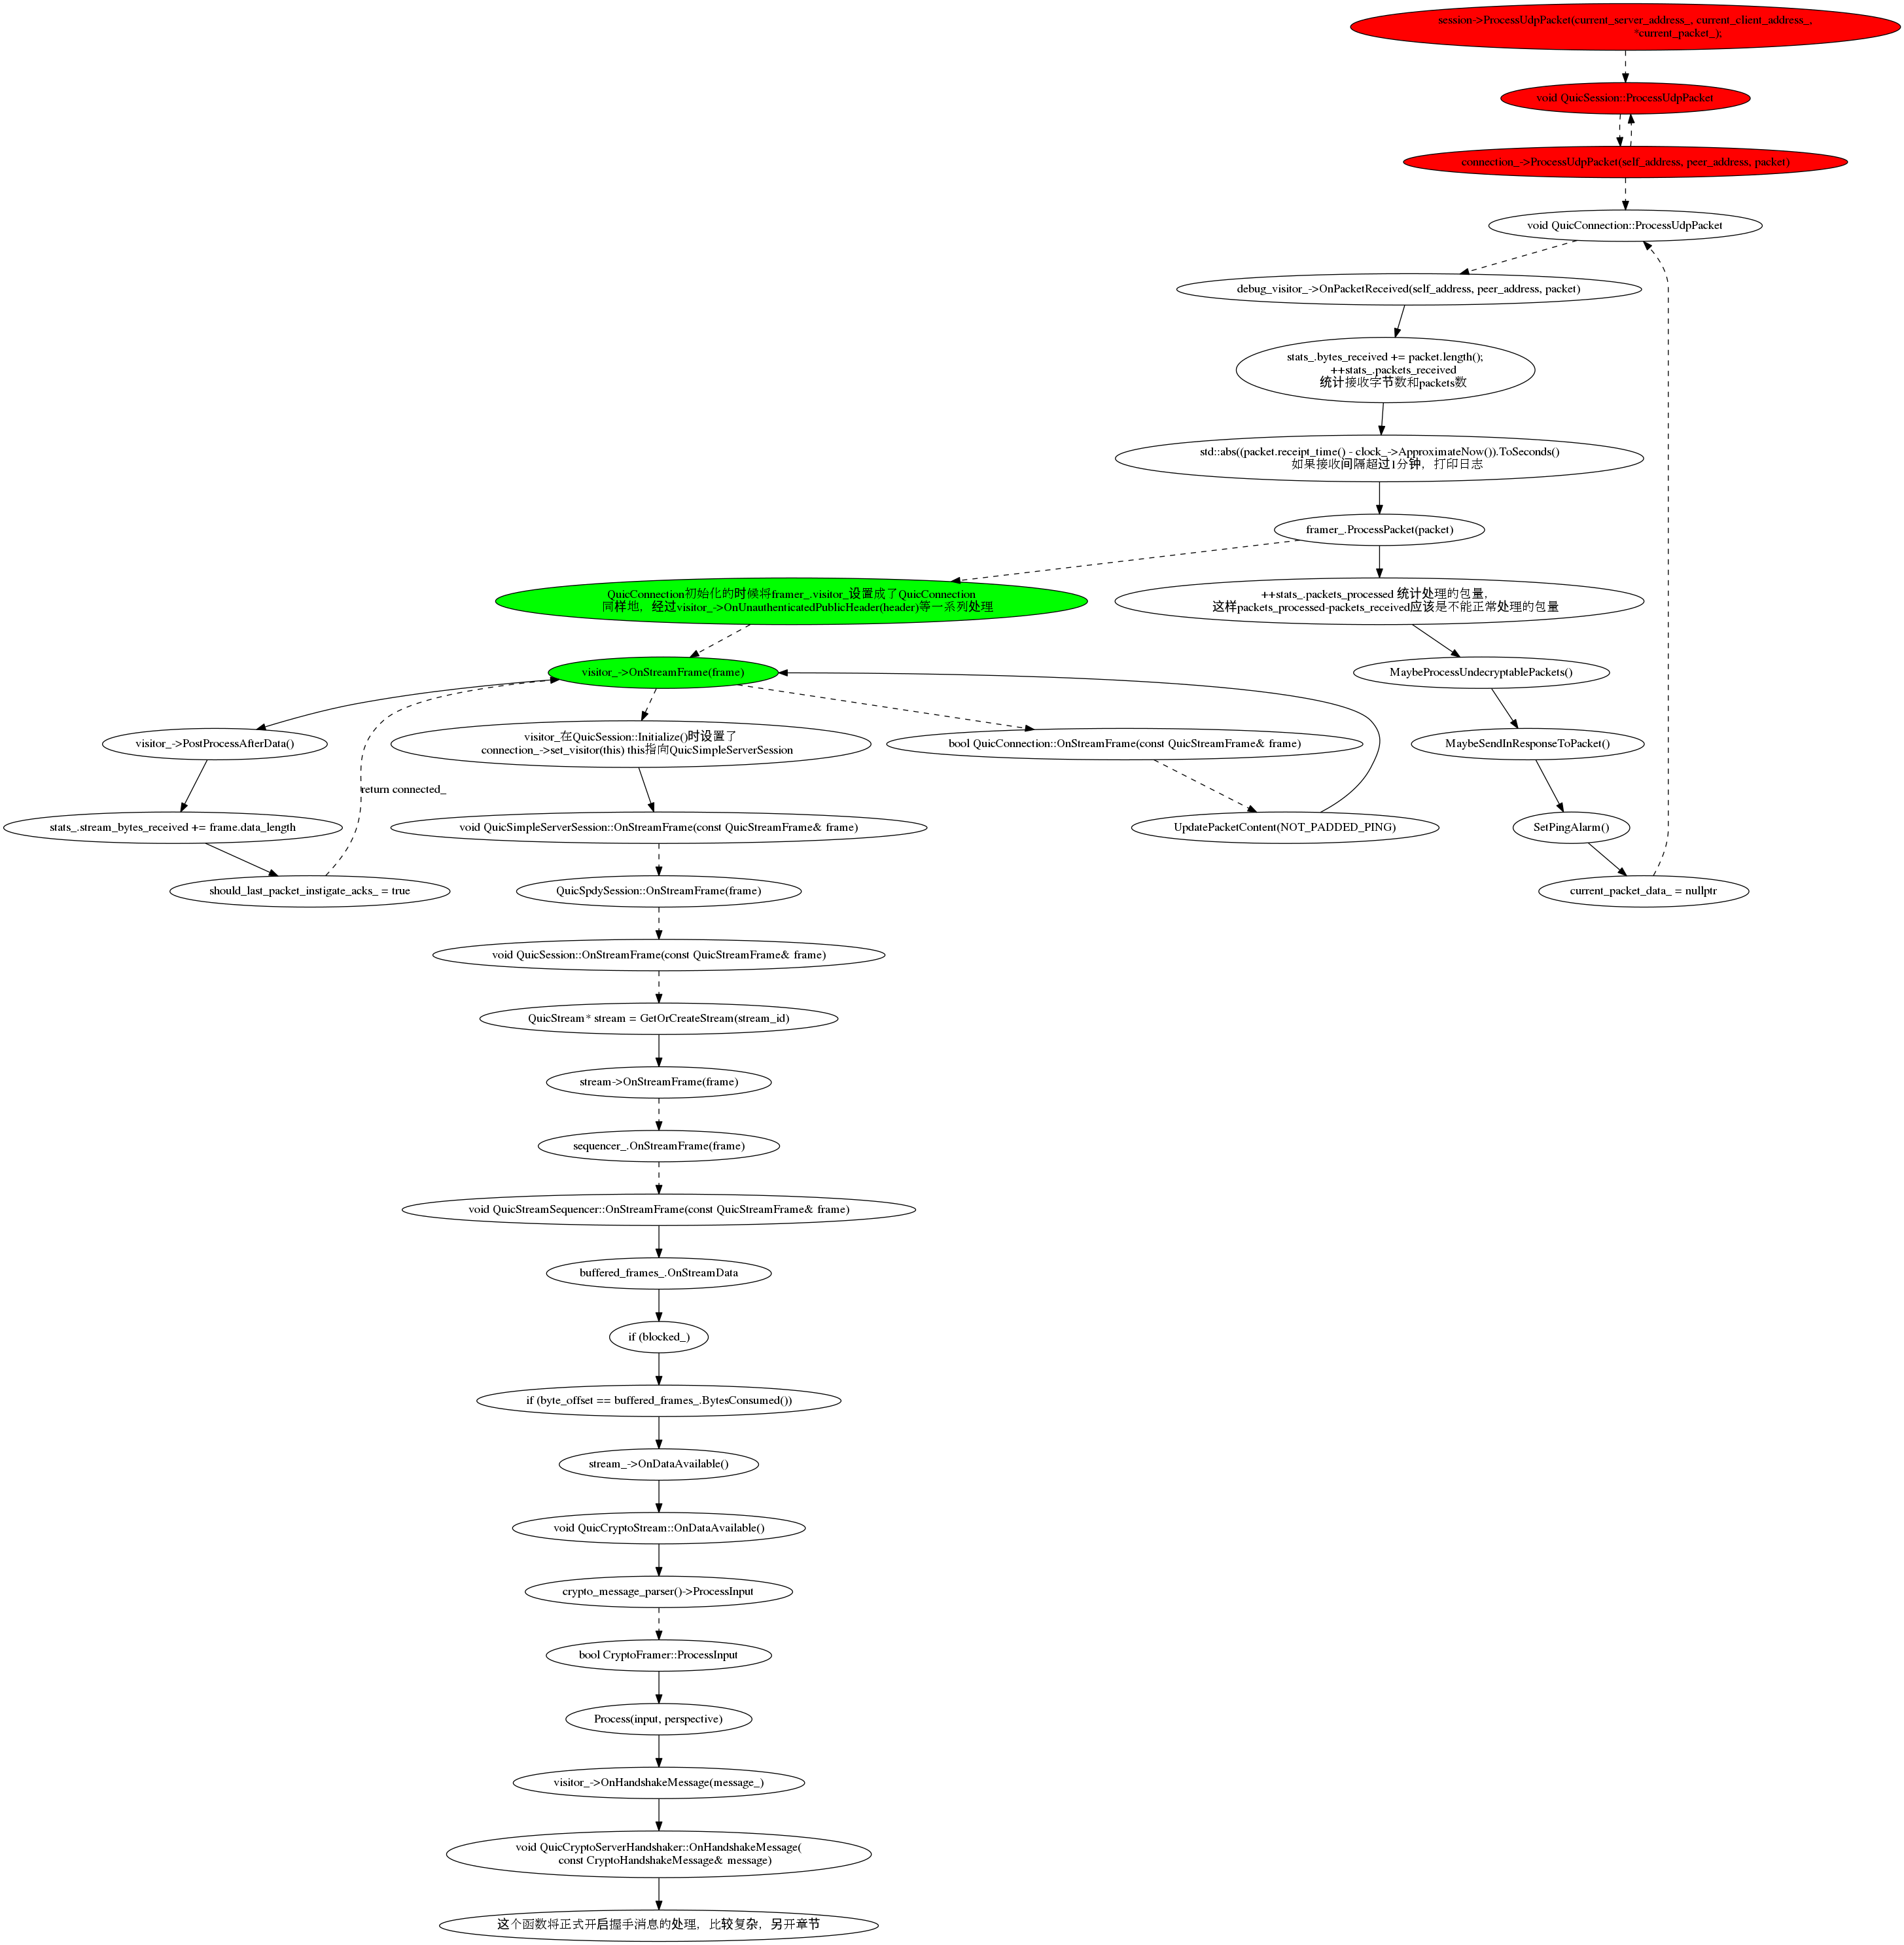 session->ProcessUdpPacket(current_server_address_, current_client_address_,
*current_packet_);
void QuicSession::ProcessUdpPacket
connection_->ProcessUdpPacket(self_address, peer_address, packet)
void QuicConnection::ProcessUdpPacket
debug_visitor_->OnPacketReceived(self_address, peer_address, packet)
stats_.bytes_received += packet.length();
++stats_.packets_received
统计接收字节数和packets数
std::abs((packet.receipt_time() - clock_->ApproximateNow()).ToSeconds()
如果接收间隔超过1分钟，打印日志
framer_.ProcessPacket(packet)
QuicConnection初始化的时候将framer_.visitor_设置成了QuicConnection
同样地，经过visitor_->OnUnauthenticatedPublicHeader(header)等一系列处理
++stats_.packets_processed 统计处理的包量，
这样packets_processed-packets_received应该是不能正常处理的包量
visitor_->OnStreamFrame(frame)
MaybeProcessUndecryptablePackets()
visitor_->PostProcessAfterData()
visitor_在QuicSession::Initialize()时设置了
connection_->set_visitor(this) this指向QuicSimpleServerSession
bool QuicConnection::OnStreamFrame(const QuicStreamFrame& frame)
MaybeSendInResponseToPacket()
return connected_
stats_.stream_bytes_received += frame.data_length
void QuicSimpleServerSession::OnStreamFrame(const QuicStreamFrame& frame)
UpdatePacketContent(NOT_PADDED_PING)
SetPingAlarm()
should_last_packet_instigate_acks_ = true
QuicSpdySession::OnStreamFrame(frame)
current_packet_data_ = nullptr
void QuicSession::OnStreamFrame(const QuicStreamFrame& frame)
QuicStream* stream = GetOrCreateStream(stream_id)
stream->OnStreamFrame(frame)
sequencer_.OnStreamFrame(frame)
void QuicStreamSequencer::OnStreamFrame(const QuicStreamFrame& frame)
buffered_frames_.OnStreamData
if (blocked_)
if (byte_offset == buffered_frames_.BytesConsumed())
stream_->OnDataAvailable()
void QuicCryptoStream::OnDataAvailable()
crypto_message_parser()->ProcessInput
bool CryptoFramer::ProcessInput
Process(input, perspective)
visitor_->OnHandshakeMessage(message_)
void QuicCryptoServerHandshaker::OnHandshakeMessage(
const CryptoHandshakeMessage& message)
这个函数将正式开启握手消息的处理，比较复杂，另开章节